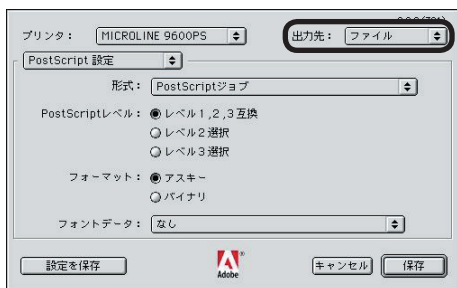 プリンタ： MICROLINE 9600PS 出力先： ファイル
PostScript 設定
形式： PostScriptジョブ
PostScriptレベル： レベル1,2,3互換
レベル2選択
レベル3選択
フォーマット： アスキー
バイナリ
フォントデータ： なし
設定を保存 Adobe キャンセル 保存